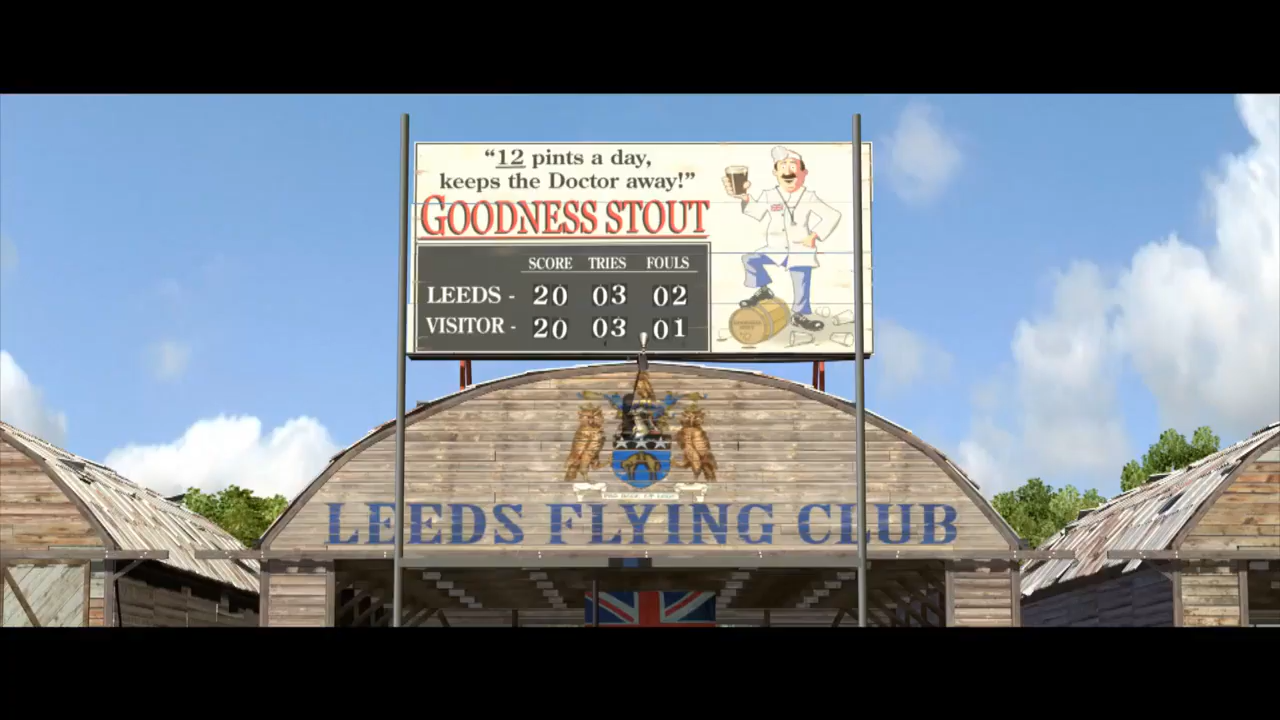 “12 pints a day,
keeps the Doctor away!”
GOODNESS STOUT
SCORE TRIES FOULS
LEEDS - 20 03 02
VISITOR - 20 03 01
LEEDS FLYING CLUB